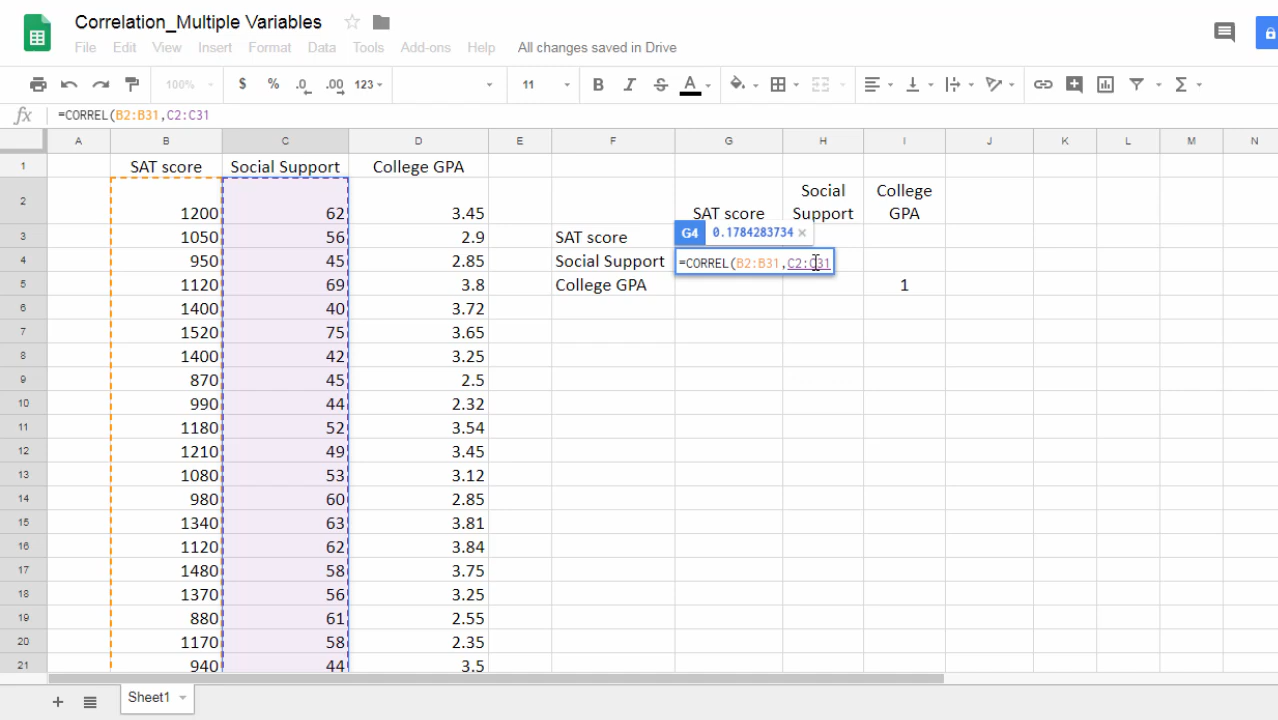 Correlation_Multiple Variables
File Edit View Insert Format Data Tools Add-ons Help All changes saved in Drive
100% $ % .0 .00 123 11 B I S A Σ
fx =CORREL(B2:B31,C2:C31
A B C D E F G H I J K L M N
1 SAT score Social Support College GPA
Social College
2 1200 62 3.45 SAT score Support GPA
3 1050 56 2.9 SAT score G4 0.1784283734 ×
4 950 45 2.85 Social Support =CORREL(B2:B31,C2:C31
5 1120 69 3.8 College GPA 1
6 1400 40 3.72
7 1520 75 3.65
8 1400 42 3.25
9 870 45 2.5
10 990 44 2.32
11 1180 52 3.54
12 1210 49 3.45
13 1080 53 3.12
14 980 60 2.85
15 1340 63 3.81
16 1120 62 3.84
17 1480 58 3.75
18 1370 56 3.25
19 880 61 2.55
20 1170 58 2.35
21 940 44 3.5
+ Sheet1